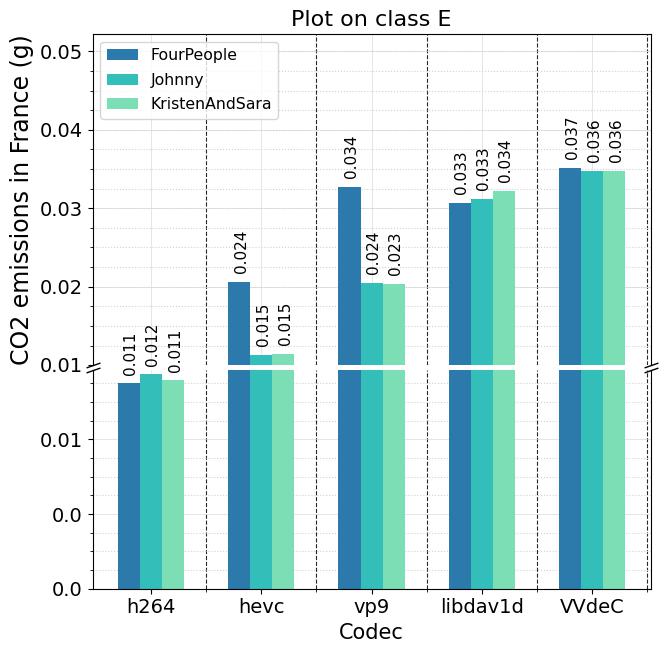 Plot on class E
CO2 emissions in France (g)
FourPeople
Johnny
KristenAndSara
0.05
0.04
0.03
0.02
0.01
0.01
0.0
0.0
0.011
0.012
0.011
0.024
0.015
0.015
0.034
0.024
0.023
0.033
0.033
0.034
0.037
0.036
0.036
h264
hevc
vp9
libdav1d
VVdeC
Codec